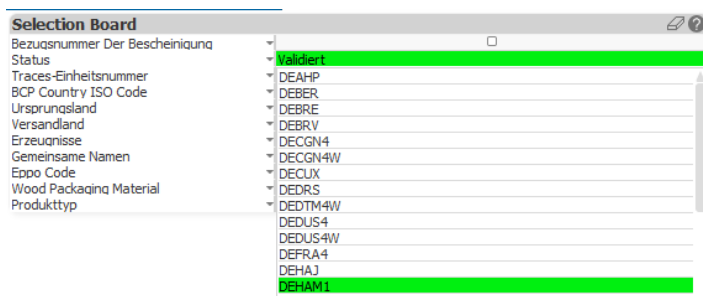 Selection Board
Bezugsnummer Der Bescheinigung
Status Validiert
Traces-Einheitsnummer DEAHP
BCP Country ISO Code DEBER
Ursprungsland DEBRE
Versandland DEBRV
Erzeugnisse DECGN4
Gemeinsame Namen DECGN4W
Eppo Code DECUX
Wood Packaging Material DEDRS
Produkttyp DEDTM4W
DEDUS4
DEDUS4W
DEFRA4
DEHAJ
DEHAM1